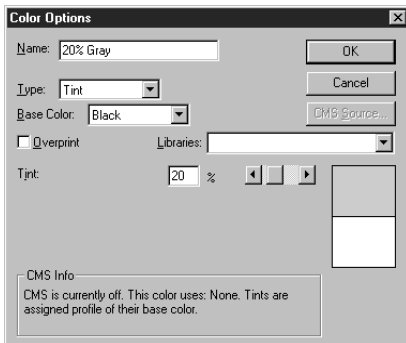 Color Options
Name: 20% Gray
OK
Type: Tint
Cancel
Base Color: Black
CMS Source...
Overprint Libraries:
Tint: 20 %
CMS Info
CMS is currently off. This color uses: None. Tints are
assigned profile of their base color.